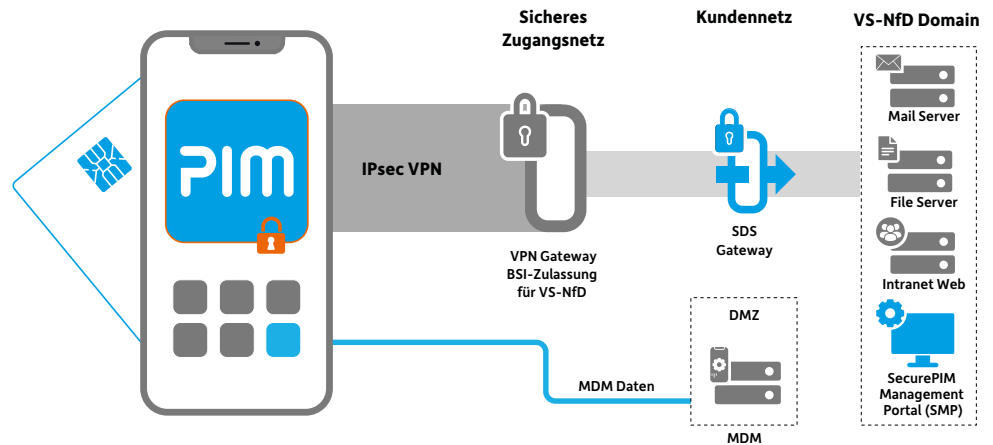 Sicheres
Zugangsnetz
Kundennetz
VS-NfD Domain
PIM
IPsec VPN
VPN Gateway
BSI-Zulassung
für VS-NfD
SDS
Gateway
Mail Server
File Server
Intranet Web
SecurePIM
Management
Portal (SMP)
DMZ
MDM Daten
MDM